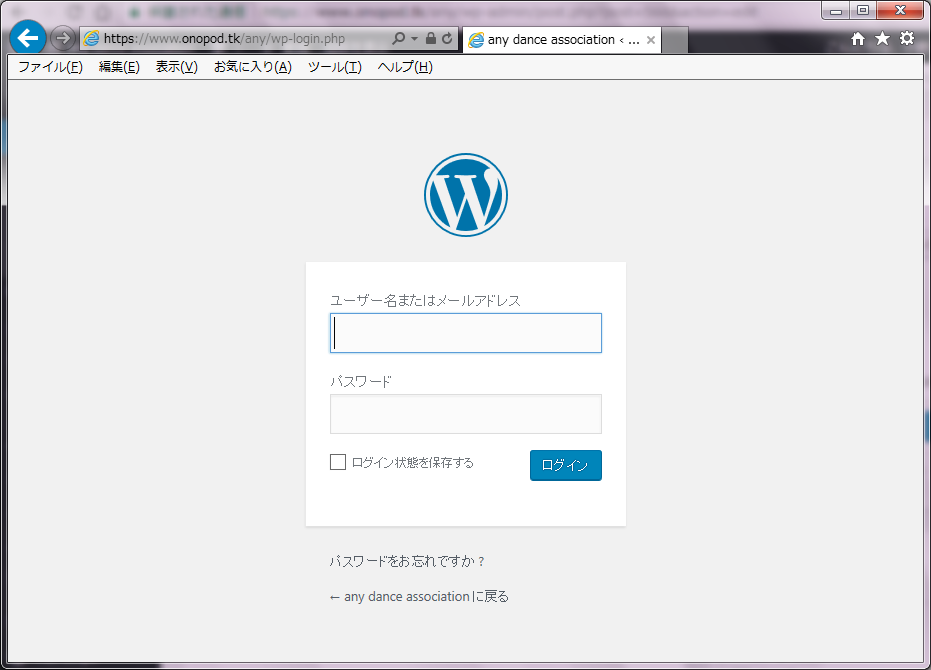 https://www.onopod.tk/any/wp-login.php
any dance association < ...
ファイル(F) 編集(E) 表示(V) お気に入り(A) ツール(T) ヘルプ(H)
ユーザー名またはメールアドレス
パスワード
ログイン状態を保存する
ログイン
パスワードをお忘れですか ?
← any dance association に戻る